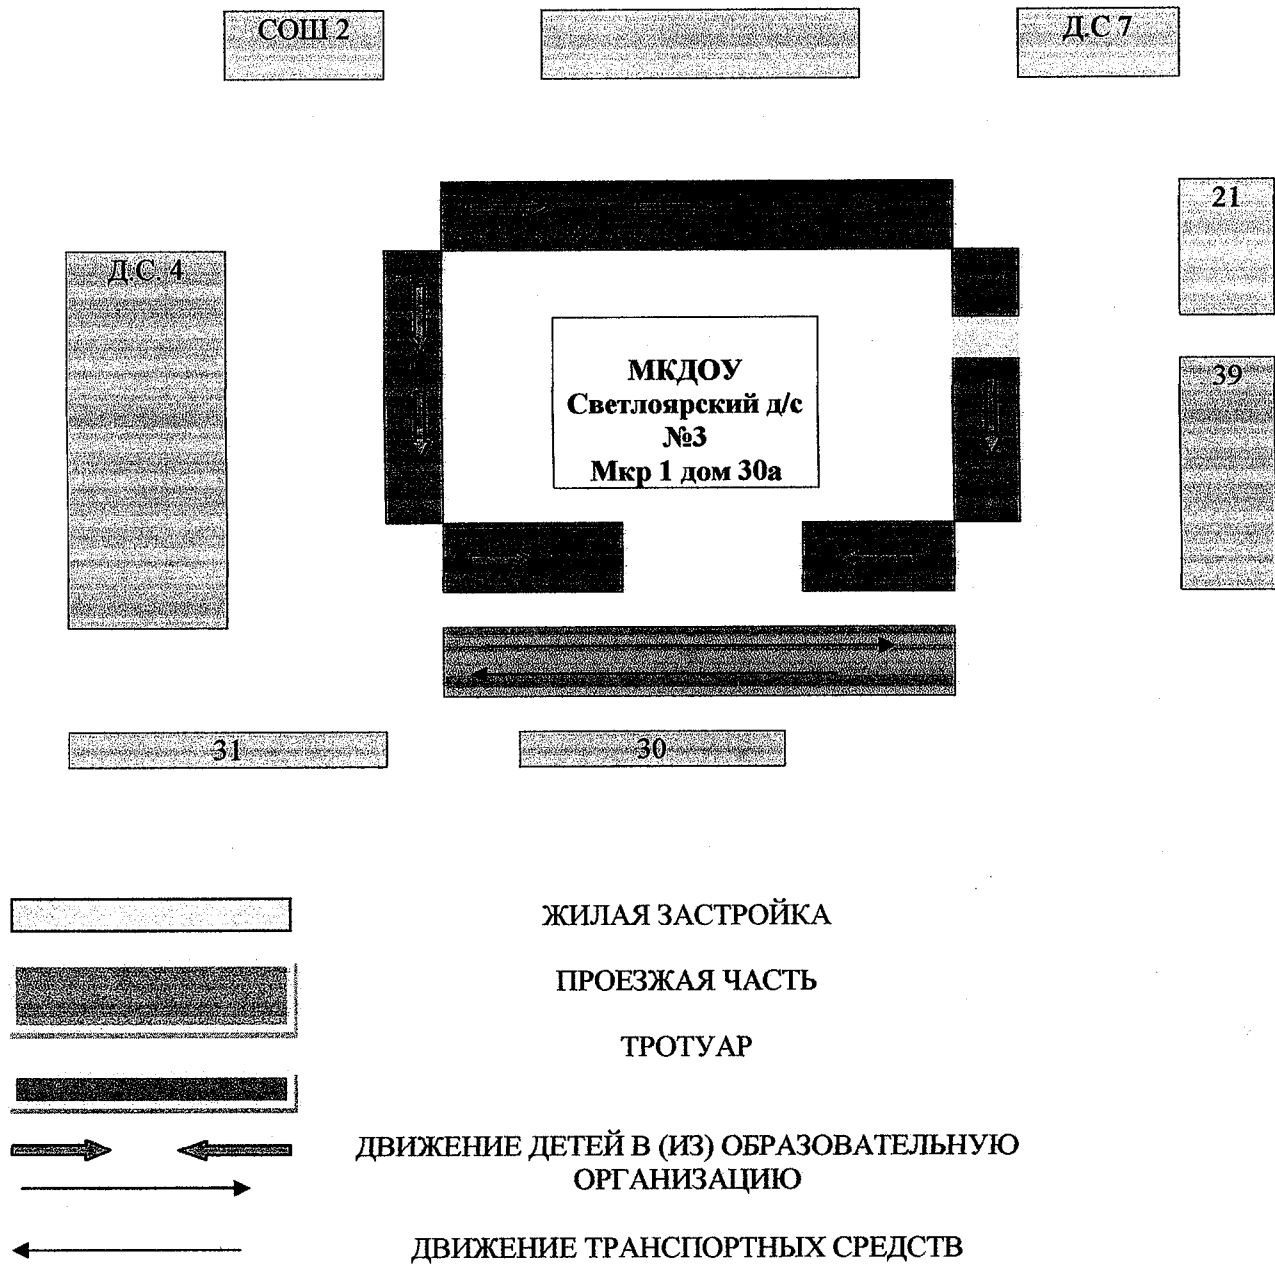 СОШ 2
Д.С 7
21
Д.С. 4
39
МКДОУ
Светлоярский д/с
№3
Мкр 1 дом 30а
31
30
ЖИЛАЯ ЗАСТРОЙКА
ПРОЕЗЖАЯ ЧАСТЬ
ТРОТУАР
ДВИЖЕНИЕ ДЕТЕЙ В (ИЗ) ОБРАЗОВАТЕЛЬНУЮ
ОРГАНИЗАЦИЮ
ДВИЖЕНИЕ ТРАНСПОРТНЫХ СРЕДСТВ